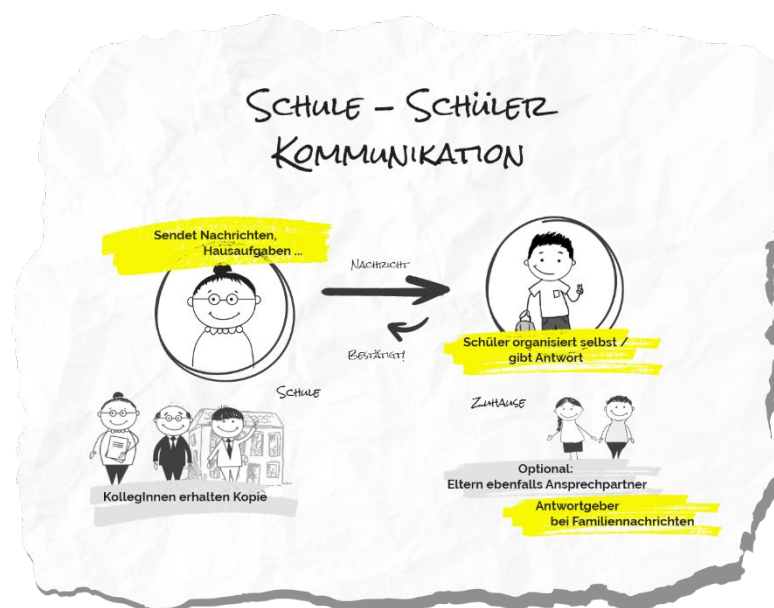 Schule – Schüler
Kommunikation
Sendet Nachrichten,
Hausaufgaben ...
Nachricht
Bestätigt!
Schüler organisiert selbst /
gibt Antwort
Schule
KollegInnen erhalten Kopie
Zuhause
Optional:
Eltern ebenfalls Ansprechpartner
Antwortgeber
bei Familiennachrichten